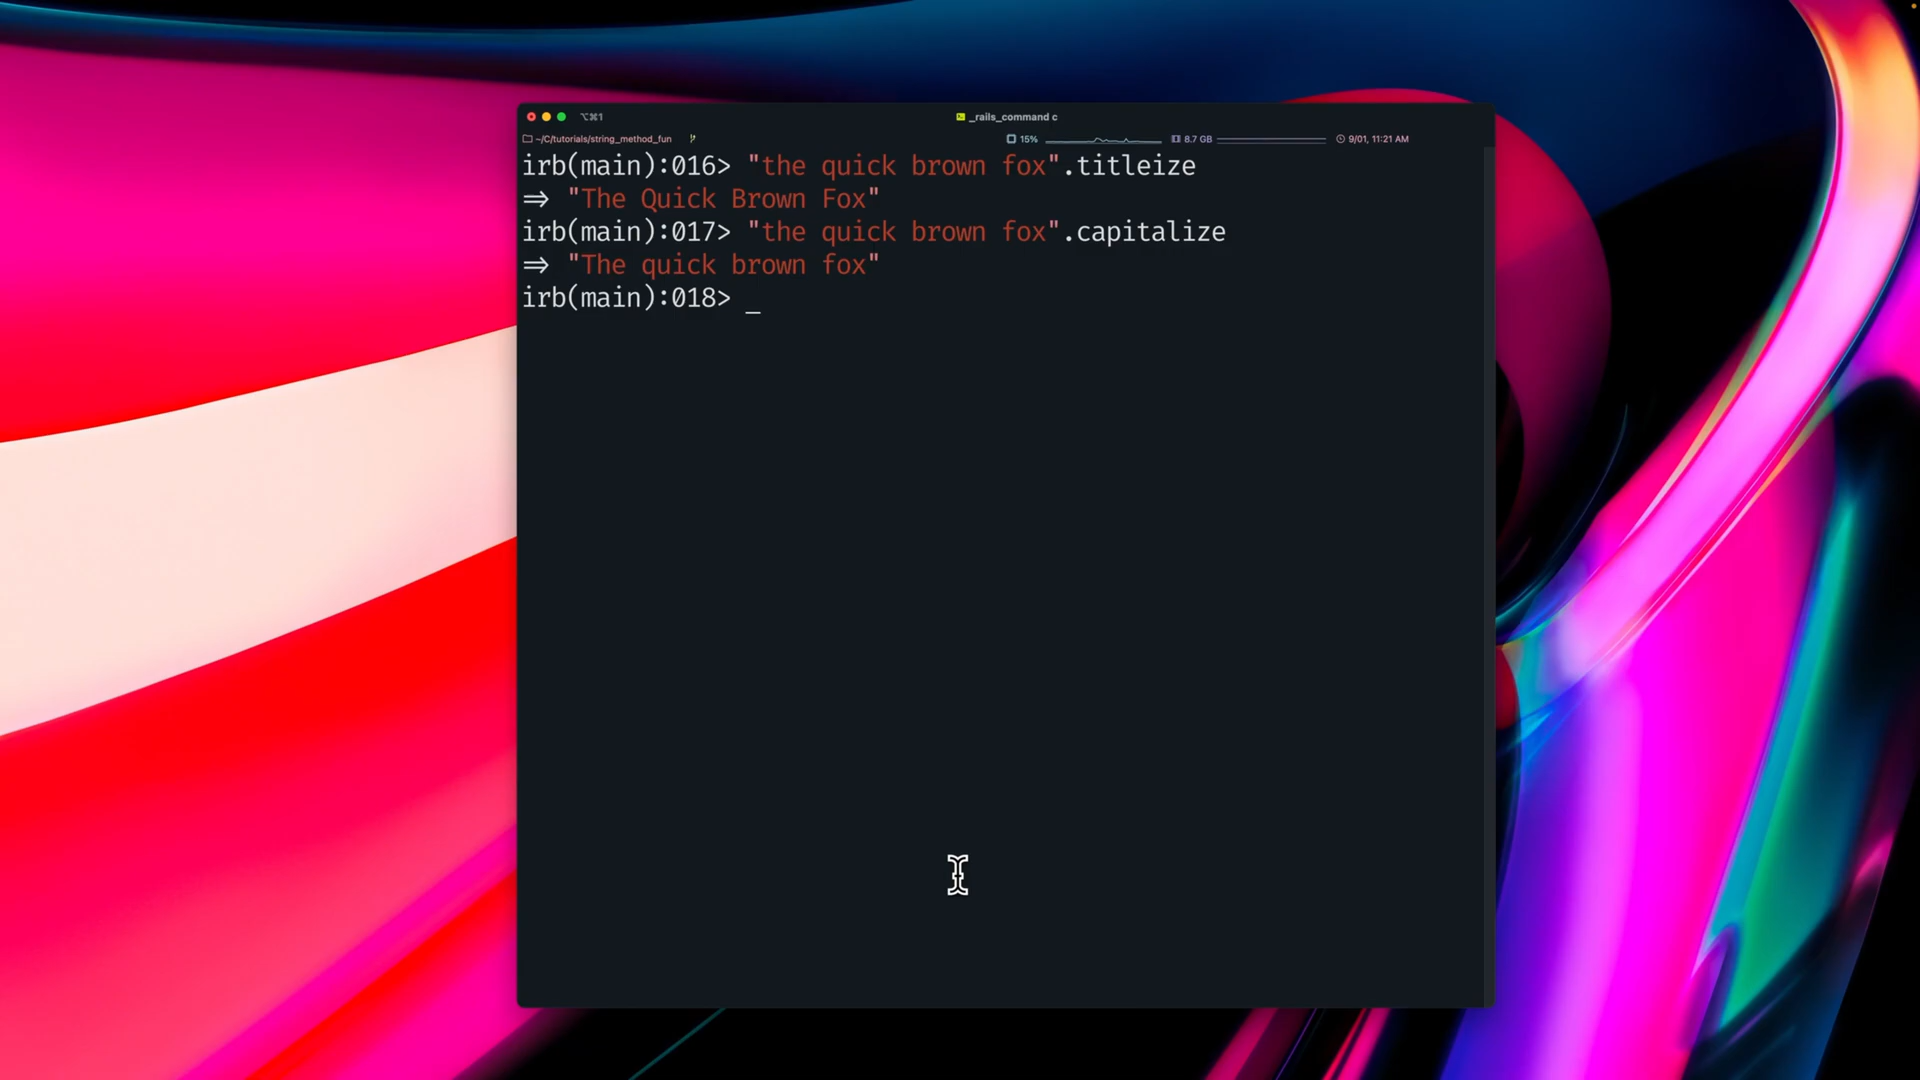 ⌥⌘1
_rails_command c
~/C/tutorials/string_method_fun
15%
8.7 GB
9/01, 11:21 AM
irb(main):016> "the quick brown fox".titleize
=> "The Quick Brown Fox"
irb(main):017> "the quick brown fox".capitalize
=> "The quick brown fox"
irb(main):018> _